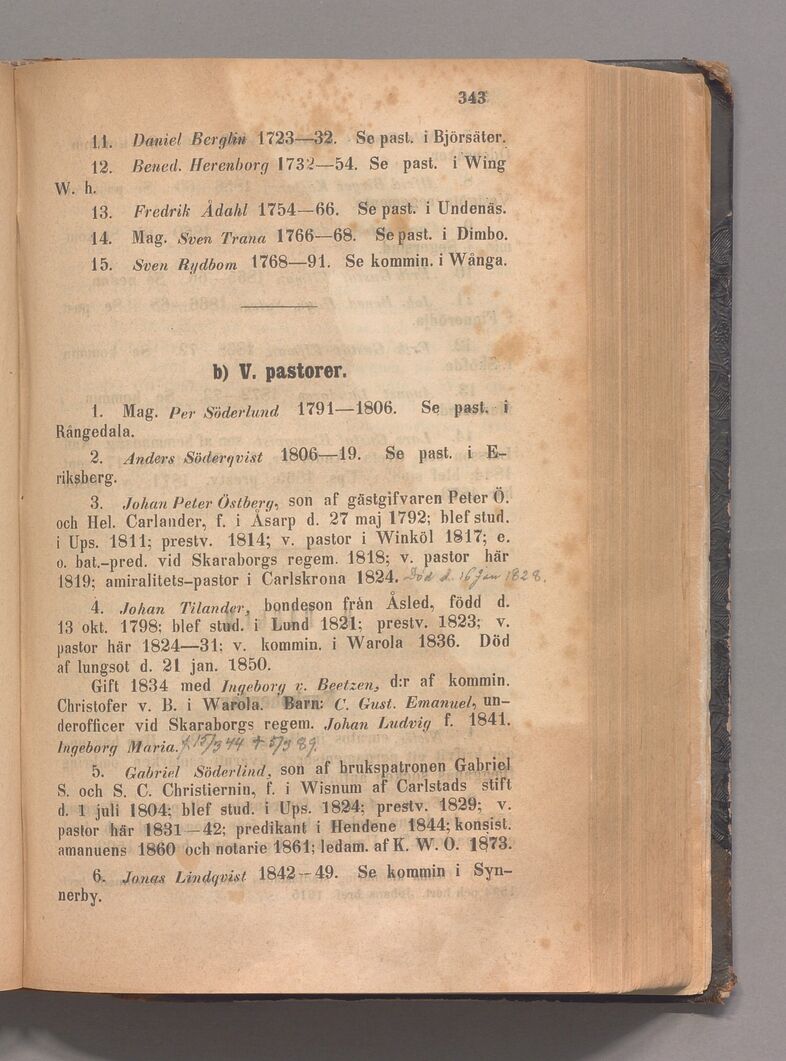 343
11. Daniel Berglin 1723—32. Se past. i Björsäter.
12. Bened. Herenborg 1732—54. Se past. i Wing
W. h.
13. Fredrik Ådahl 1754—66. Se past. i Undenäs.
14. Mag. Sven Trana 1766—68. Se past. i Dimbo.
15. Sven Rydbom 1768—91. Se kommin. i Wånga.
b) V. pastorer.
1. Mag. Per Söderlund 1791—1806. Se past. i
Rångedala.
2. Anders Söderqvist 1806—19. Se past. i E-
riksberg.
3. Johan Peter Östberg, son af gästgifvaren Peter Ö.
och Hel. Carlander, f. i Åsarp d. 27 maj 1792; blef stud.
i Ups. 1811; prestv. 1814; v. pastor i Winköl 1817; e.
o. bat.-pred. vid Skaraborgs regem. 1818; v. pastor här
1819; amiralitets-pastor i Carlskrona 1824. Död d. 16 Jan 1828.
4. Johan Tilander, bondeson från Åsled, född d.
13 okt. 1798; blef stud. i Lund 1821; prestv. 1823; v.
pastor här 1824—31; v. kommin. i Warola 1836. Död
af lungsot d. 21 jan. 1850.
Gift 1834 med Ingeborg v. Beetzen, d:r af kommin.
Christofer v. B. i Warola. Barn: C. Gust. Emanuel, un-
derofficer vid Skaraborgs regem. Johan Ludvig f. 1841.
Ingeborg Maria. f. 15/3 44 + 5/9 89.
5. Gabriel Söderlind, son af brukspatronen Gabriel
S. och S. C. Christiernin, f. i Wisnum af Carlstads stift
d. 1 juli 1804; blef stud. i Ups. 1824; prestv. 1829; v.
pastor här 1831—42; predikant i Hendene 1844; konsist.
amanuens 1860 och notarie 1861; ledam. af K. W. O. 1873.
6. Jonas Lindqvist 1842—49. Se kommin i Syn-
nerby.